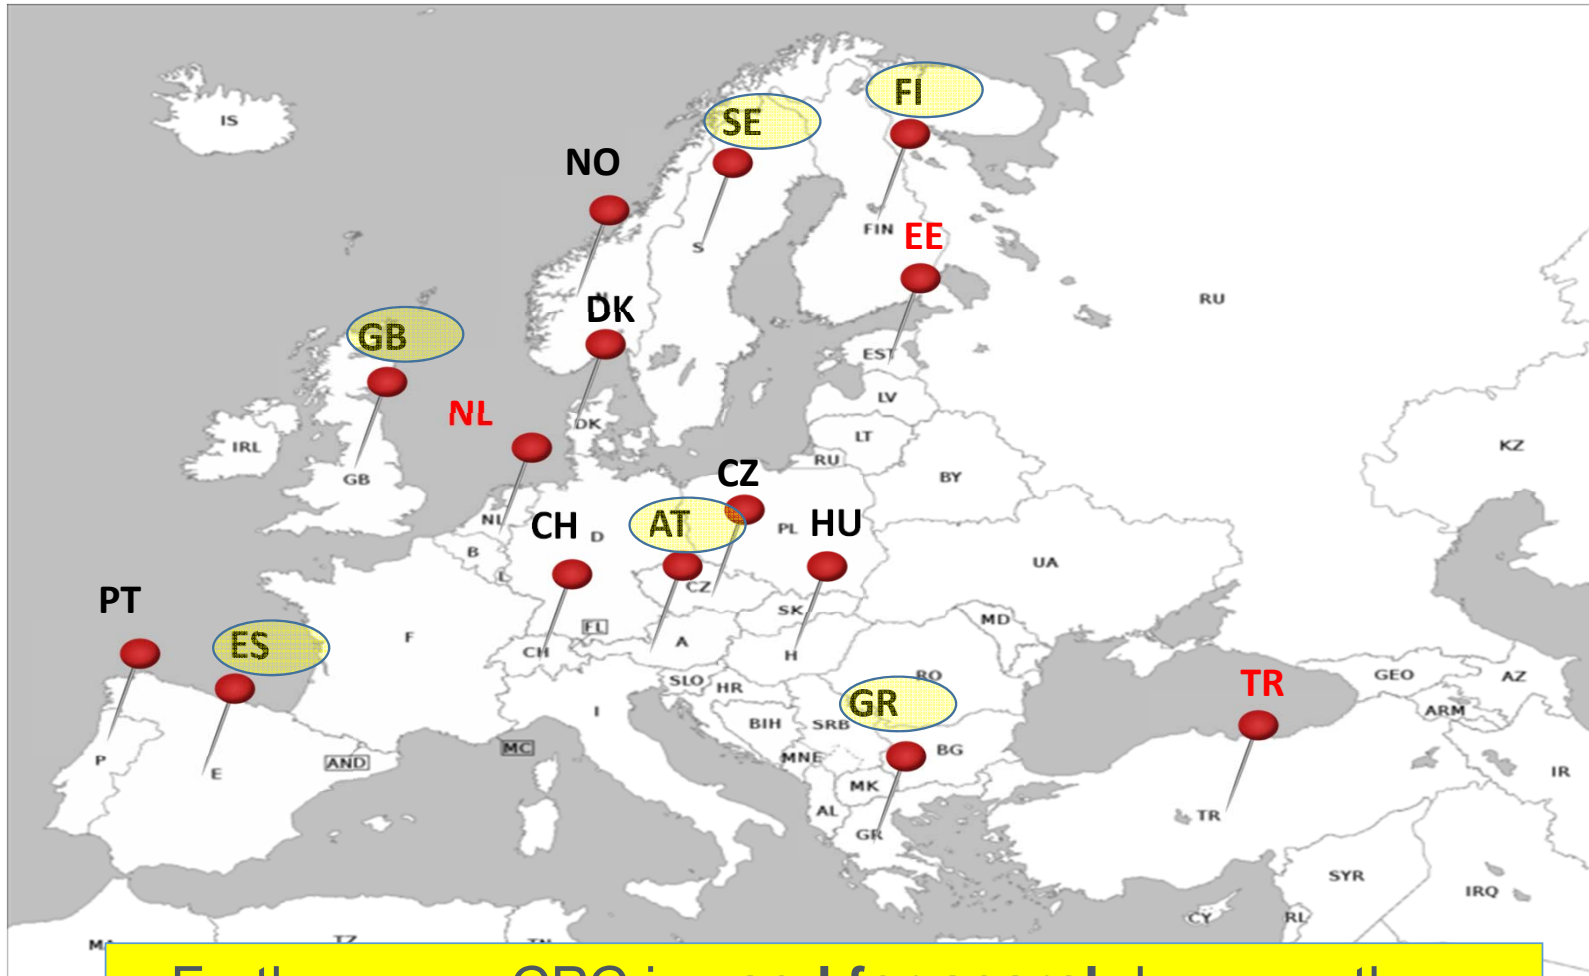 FI
SE
IS
NO
FIN
EE
S
RU
DK
GB
EST
LV
NL
DK
LT
IRL
KZ
RU
CZ
GB
BY
NL
AT
HU
CH
D
PL
B
L
UA
CZ
PT
SK
MD
FL
ES
F
A
CH
H
RO
SLO
HR
TR
GEO
AZ
GR
I
ARM
BIH
SRB
MC
BG
MNE
P
AND
E
IR
MK
AL
TR
GR
SYR
IRQ
CY
RL